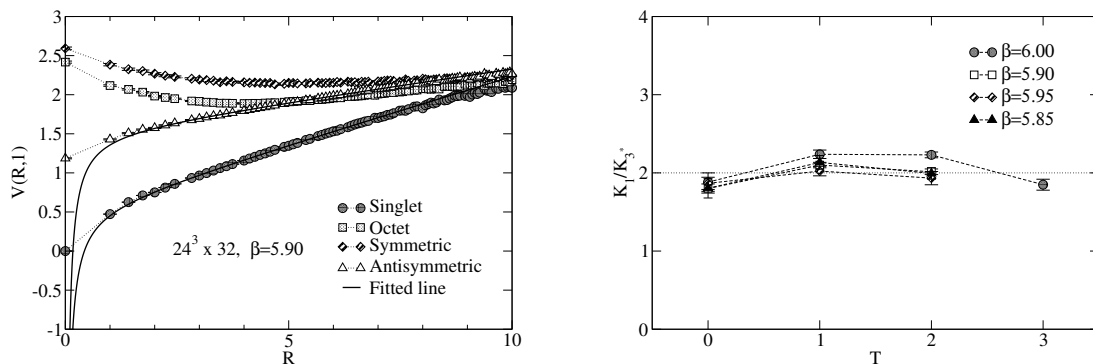 3
2.5
2
1.5
1
0.5
0
-0.5
-1
V(R,1)
0
5
10
R
24³ x 32, β=5.90
Singlet
Octet
Symmetric
Antisymmetric
Fitted line
4
3
2
1
0
K₁/K₃*
0
1
2
3
T
β=6.00
β=5.90
β=5.95
β=5.85